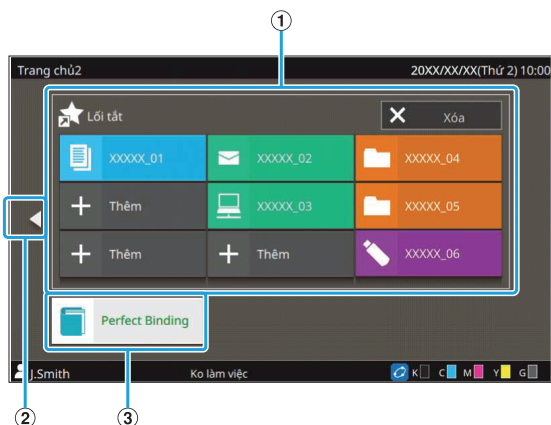 ①
Trang chủ2 20XX/XX/XX(Thứ 2) 10:00
Lối tắt Xóa
XXXXX_01 XXXXX_02 XXXXX_04
Thêm XXXXX_03 XXXXX_05
Thêm Thêm XXXXX_06
Perfect Binding
J.Smith Ko làm việc K C M Y G
② ③